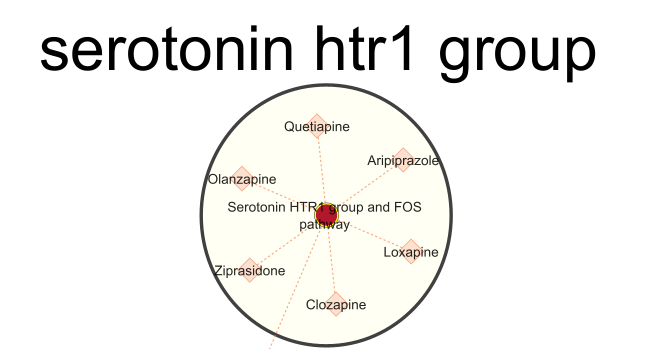 serotonin htr1 group
Quetiapine
Aripiprazole
Olanzapine
Serotonin HTR1 group and FOS
pathway
Loxapine
Ziprasidone
Clozapine